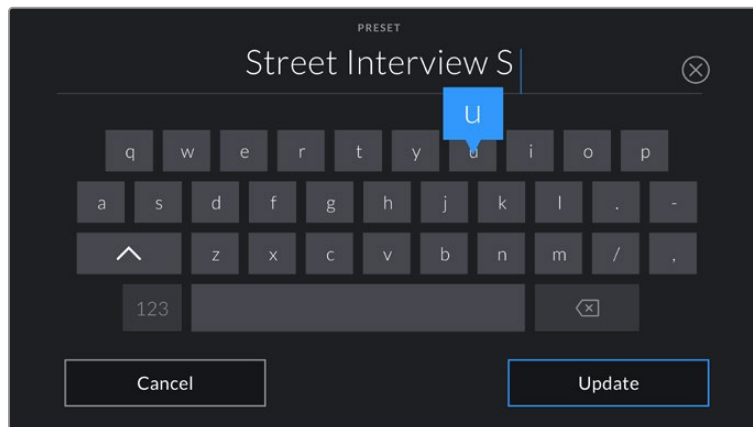 PRESET
Street Interview S
u
q w e r t y u i o p
a s d f g h j k l . -
z x c v b n m / ,
123
Cancel Update